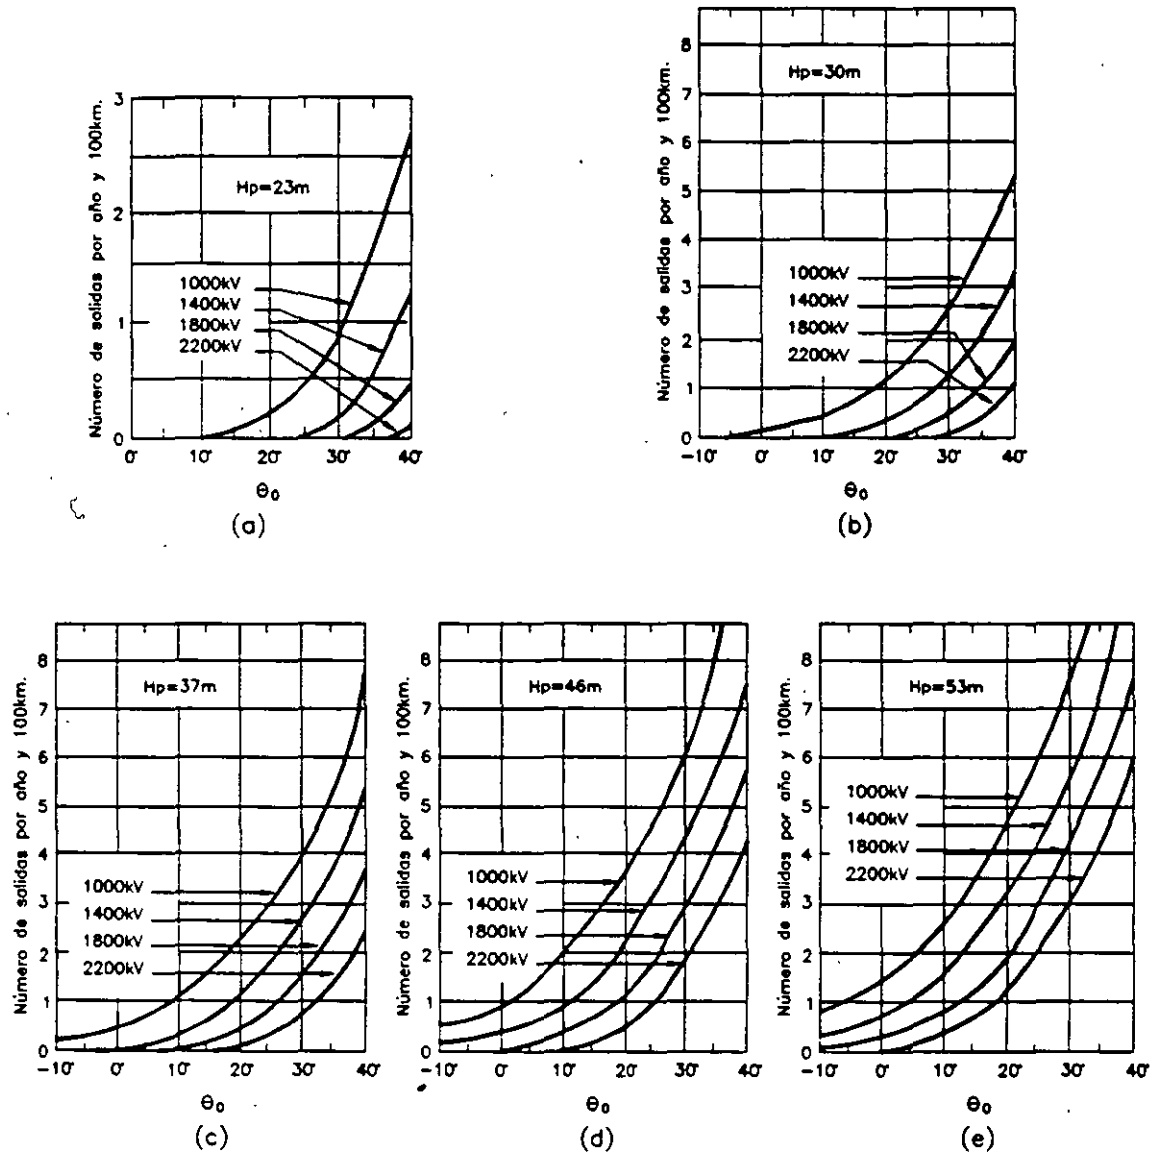 Número de salidas por año y 100km.
3
2
1
0
Hp=23m
1000kV
1400kV
1800kV
2200kV
0° 10° 20° 30° 40°
θ₀
(a)
Número de salidas por año y 100km.
8
7
6
5
4
3
2
1
0
Hp=30m
1000kV
1400kV
1800kV
2200kV
-10° 0° 10° 20° 30° 40°
θ₀
(b)
Número de salidas por año y 100km.
8
7
6
5
4
3
2
1
0
Hp=37m
1000kV
1400kV
1800kV
2200kV
-10° 0° 10° 20° 30° 40°
θ₀
(c)
Número de salidas por año y 100km.
8
7
6
5
4
3
2
1
0
Hp=46m
1000kV
1400kV
1800kV
2200kV
-10° 0° 10° 20° 30° 40°
θ₀
(d)
Número de salidas por año y 100km.
8
7
6
5
4
3
2
1
0
Hp=53m
1000kV
1400kV
1800kV
2200kV
-10° 0° 10° 20° 30° 40°
θ₀
(e)